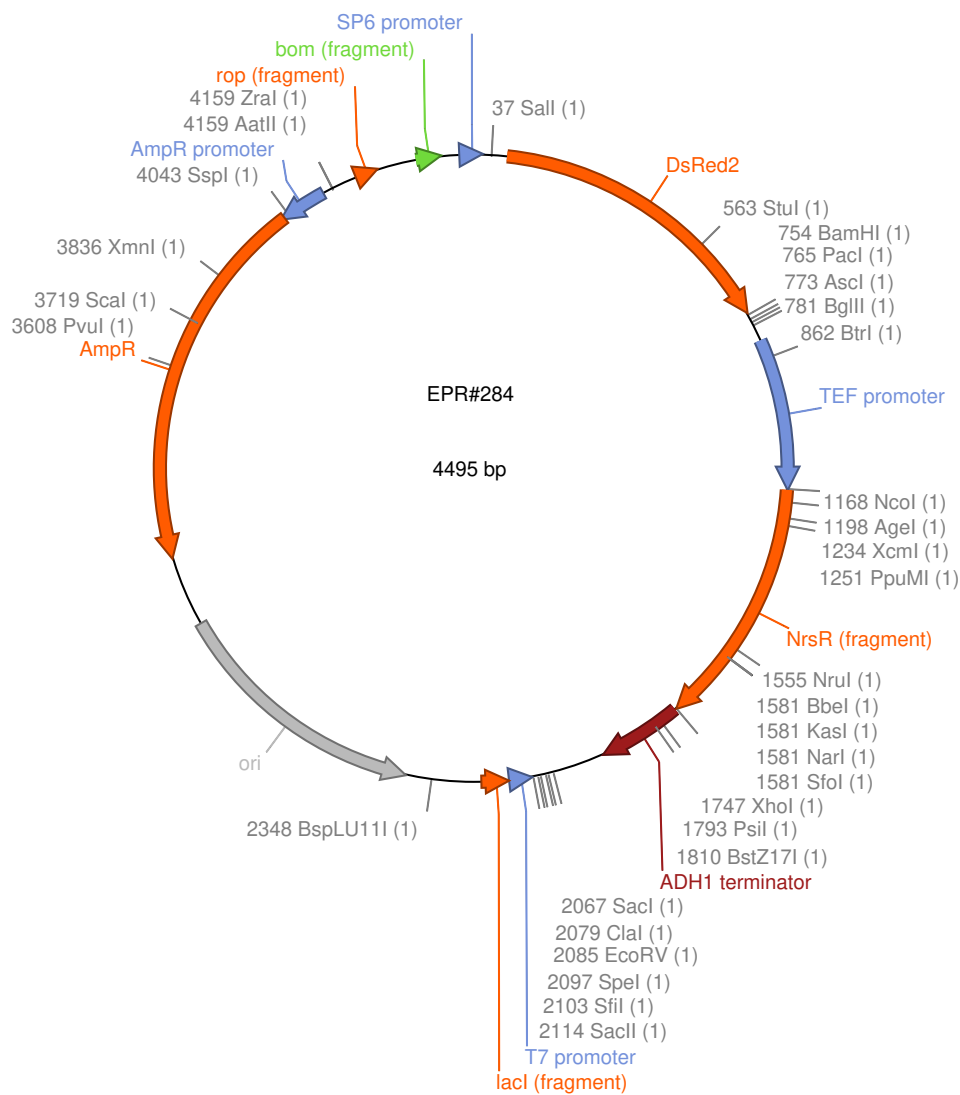 SP6 promoter
bom (fragment)
rop (fragment)
4159 ZraI (1)
4159 AatII (1)
AmpR promoter
4043 SspI (1)
3836 XmnI (1)
3719 ScaI (1)
3608 PvuI (1)
AmpR
37 SalI (1)
DsRed2
563 StuI (1)
754 BamHI (1)
765 PacI (1)
773 AscI (1)
781 BglII (1)
862 BtrI (1)
EPR#284
4495 bp
TEF promoter
1168 NcoI (1)
1198 AgeI (1)
1234 XcmI (1)
1251 PpuMI (1)
NrsR (fragment)
1555 NruI (1)
1581 BbeI (1)
1581 KasI (1)
1581 NarI (1)
1581 SfoI (1)
1747 XhoI (1)
1793 PsiI (1)
1810 BstZ17I (1)
ADH1 terminator
ori
2348 BspLU11I (1)
2067 SacI (1)
2079 ClaI (1)
2085 EcoRV (1)
2097 SpeI (1)
2103 SfiI (1)
2114 SacII (1)
T7 promoter
lacI (fragment)